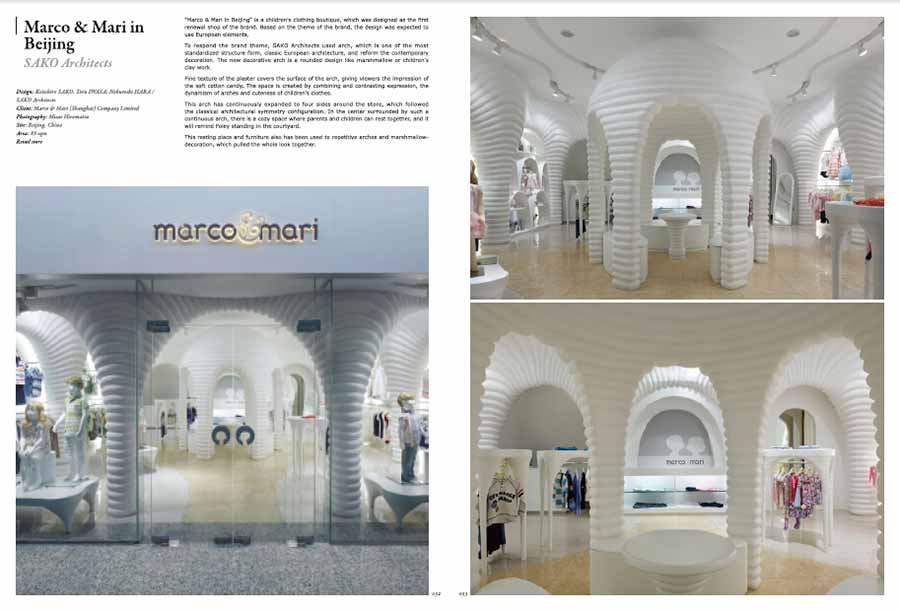 Marco & Mari in
Beijing
SAKO Architects
Design: Keiichiro SAKO, Toru IWASA, Nobutoshi HARA /
SAKO Architects
Client: Marco & Mari (Shanghai) Company Limited
Photography: Misae Hiromatsu
Site: Beijing, China
Area: 83 sqm
Retail store
"Marco & Mari in Beijing" is a children's clothing boutique, which was designed as the first
renewal shop of the brand. Based on the theme of the brand, the design was expected to
use European elements.
To respond the brand theme, SAKO Architects used arch, which is one of the most
standardized structure form, classic European architecture, and reform the contemporary
decoration. The new decorative arch is a rounded design like marshmallow or children's
clay work.
Fine texture of the plaster covers the surface of the arch, giving viewers the impression of
the soft cotton candy. The space is created by combining and contrasting expression, the
dynamism of arches and cuteness of children's clothes.
This arch has continuously expanded to four sides around the store, which followed
the classical architectural symmetry configuration. In the center surrounded by such a
continuous arch, there is a cozy space where parents and children can rest together, and it
will remind Foley standing in the courtyard.
This resting place and furniture also has been used to repetitive arches and marshmallow-
decoration, which pulled the whole look together.
marco&mari
marco mari
marco mari
032
033